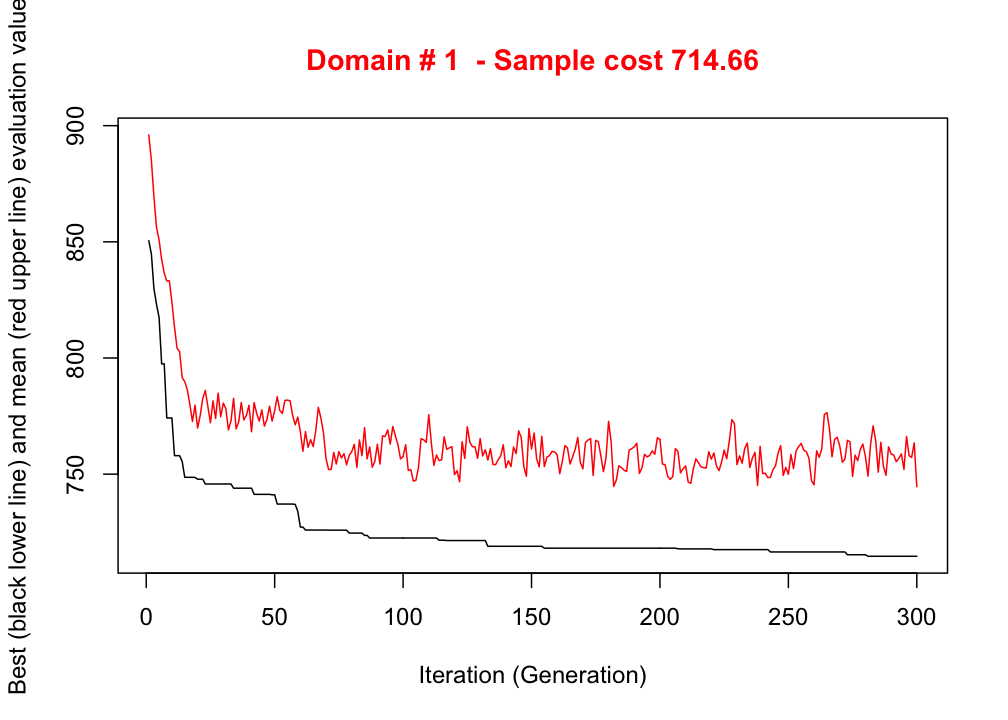 Domain # 1  - Sample cost 714.66
Best (black lower line) and mean (red upper line) evaluation value
900
850
800
750
0 50 100 150 200 250 300
Iteration (Generation)